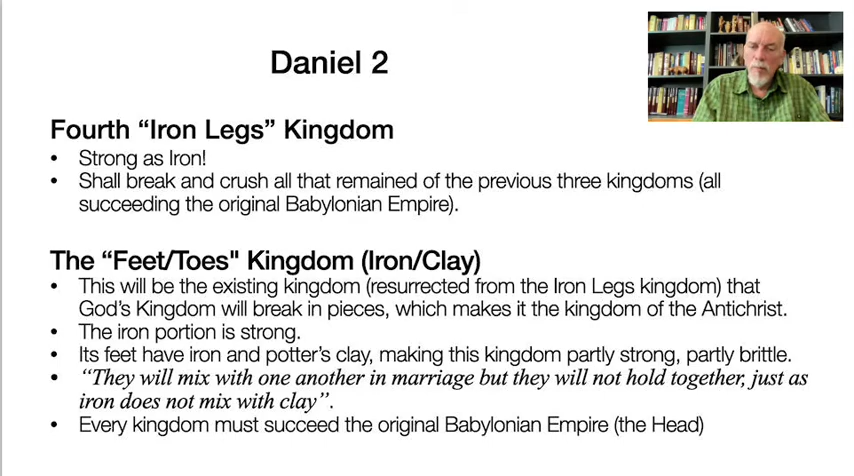 Daniel 2
Fourth “Iron Legs” Kingdom
• Strong as Iron!
• Shall break and crush all that remained of the previous three kingdoms (all
succeeding the original Babylonian Empire).
The “Feet/Toes" Kingdom (Iron/Clay)
• This will be the existing kingdom (resurrected from the Iron Legs kingdom) that
God’s Kingdom will break in pieces, which makes it the kingdom of the Antichrist.
• The iron portion is strong.
• Its feet have iron and potter’s clay, making this kingdom partly strong, partly brittle.
• “They will mix with one another in marriage but they will not hold together, just as
iron does not mix with clay”.
• Every kingdom must succeed the original Babylonian Empire (the Head)